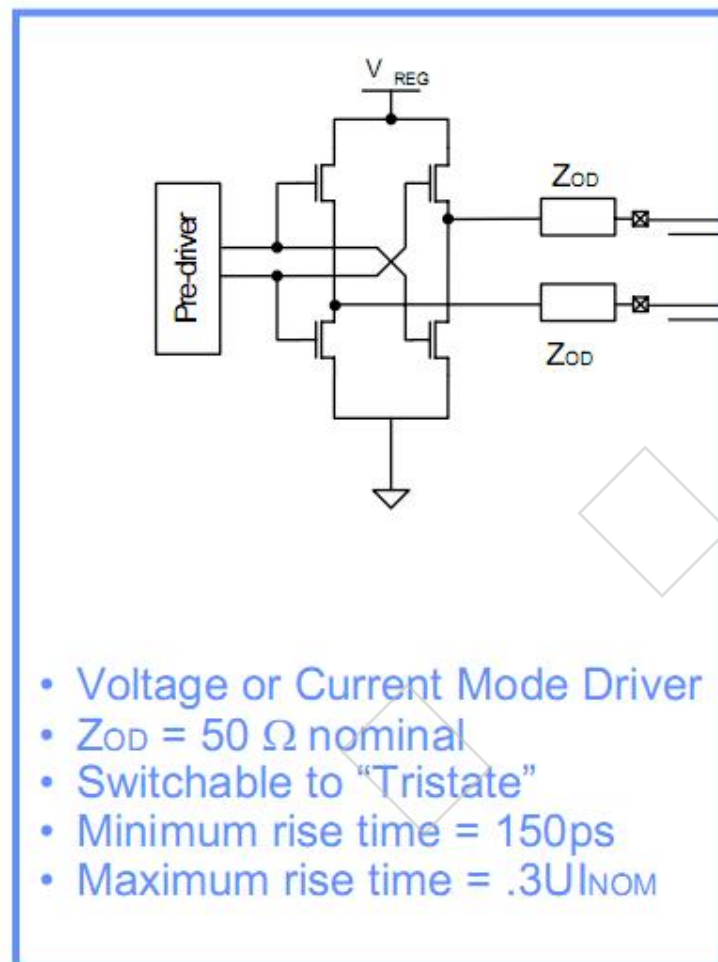 V REG
ZOD
Pre-driver
ZOD
• Voltage or Current Mode Driver
• ZOD = 50 Ω nominal
• Switchable to “Tristate”
• Minimum rise time = 150ps
• Maximum rise time = .3UINOM